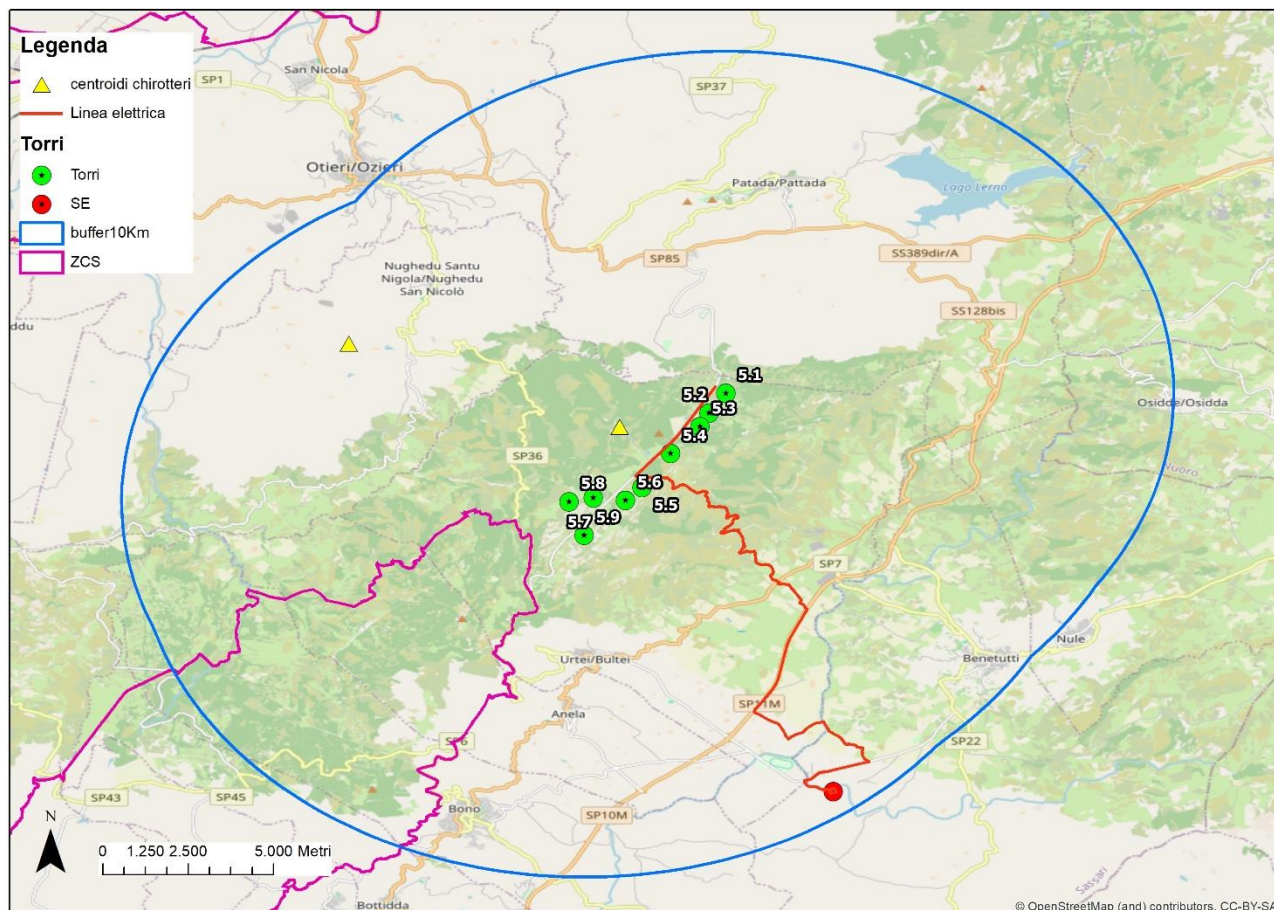 Legenda
centroidi chirotteri
Linea elettrica
Torri
Torri
SE
buffer10Km
ZCS
SP1
San Nicola
SP37
Otieri/Ozieri
Patada/Pattada
Lago Lerno
SP85
SS389dir/A
Nughedu Santu
Nigola/Nughedu
San Nicolò
SS128bis
ddu
5.1
5.2
5.3
5.4
Osidde/Osidda
SP36
Nuoro
5.8
5.6
5.5
5.7
5.9
SP7
Nule
Benetutti
Urtei/Bultei
Anela
SP11M
SP6
SP22
SP43
SP45
Bono
SP10M
N
0 1.250 2.500 5.000 Metri
Sassari
Bottidda
© OpenStreetMap (and) contributors, CC-BY-SA